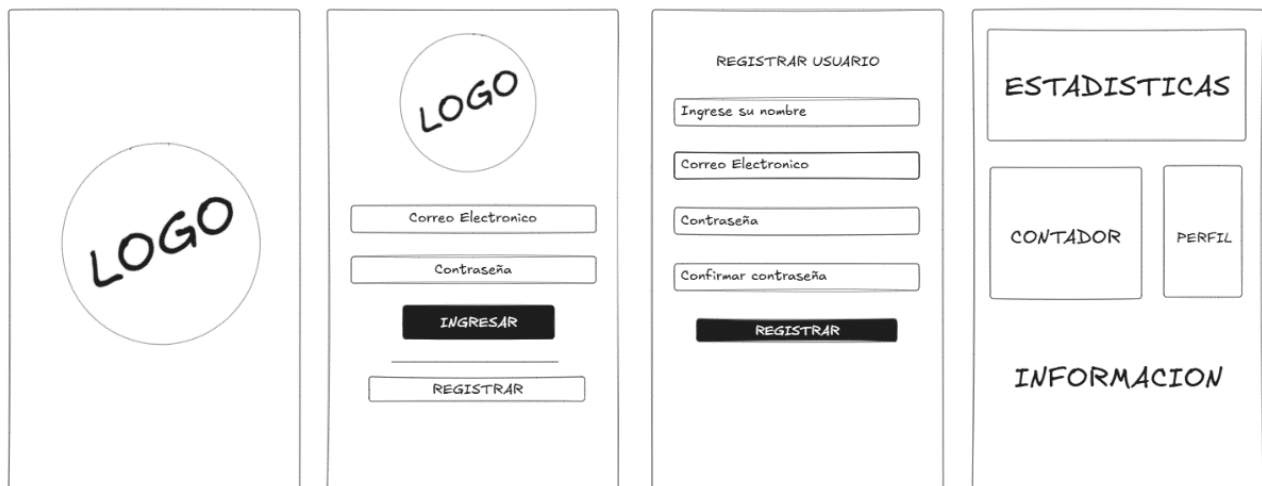 LOGO
LOGO
Correo Electronico
Contraseña
INGRESAR
REGISTRAR
REGISTRAR USUARIO
Ingrese su nombre
Correo Electronico
Contraseña
Confirmar contraseña
REGISTRAR
ESTADISTICAS
CONTADOR
PERFIL
INFORMACION